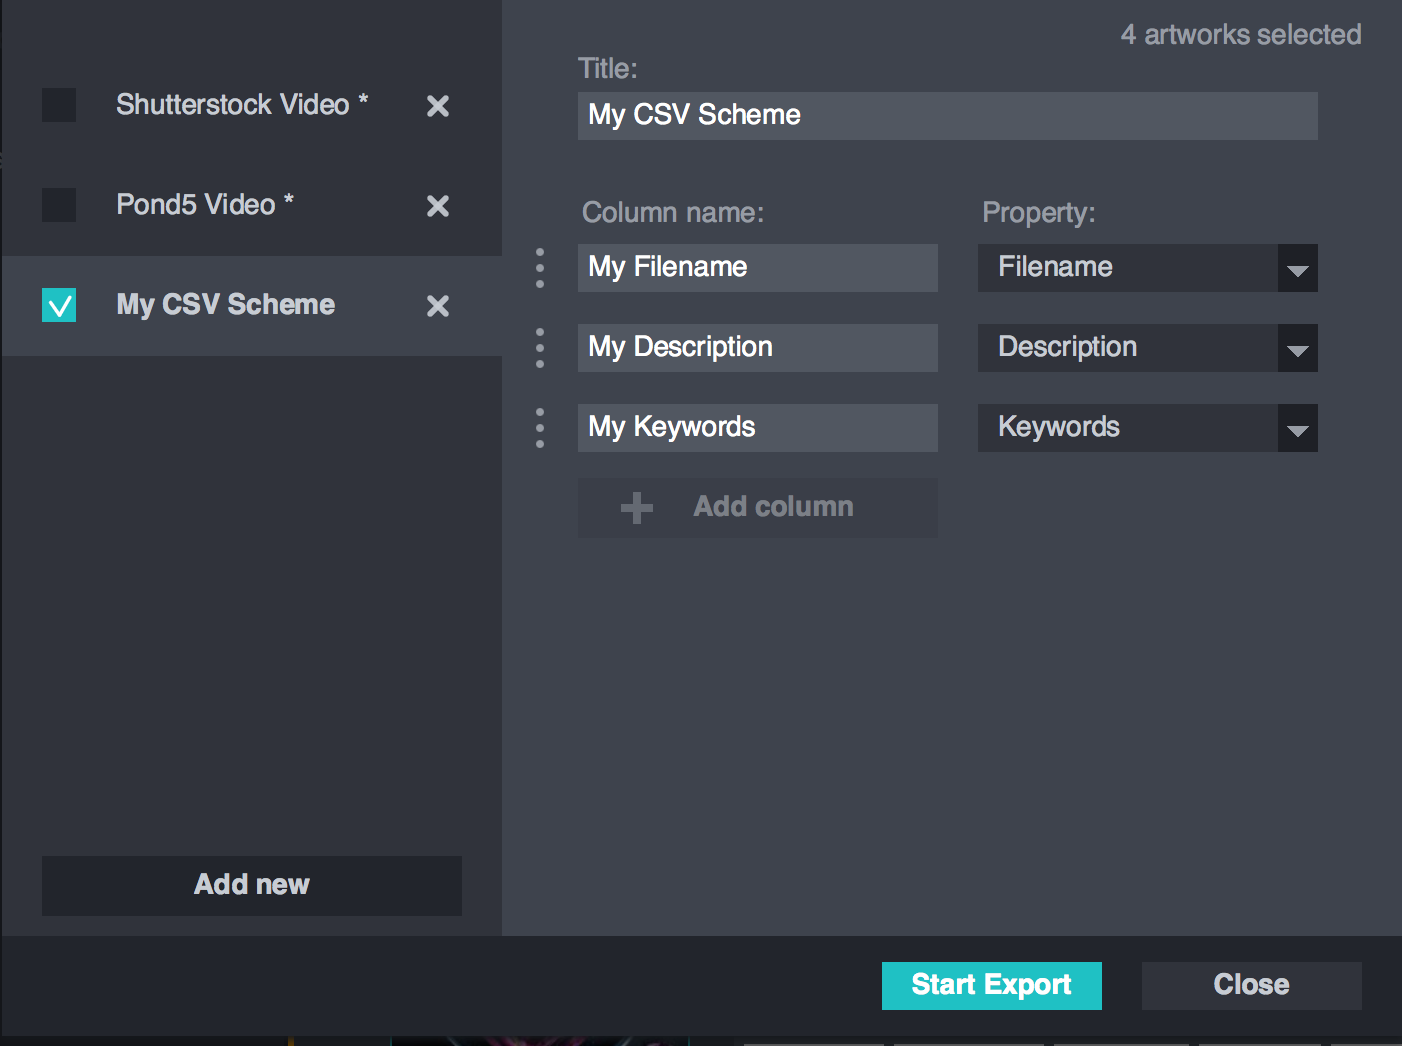 4 artworks selected
Shutterstock Video *
Pond5 Video *
My CSV Scheme
Add new
Title:
My CSV Scheme
Column name: Property:
My Filename Filename
My Description Description
My Keywords Keywords
Add column
Start Export Close